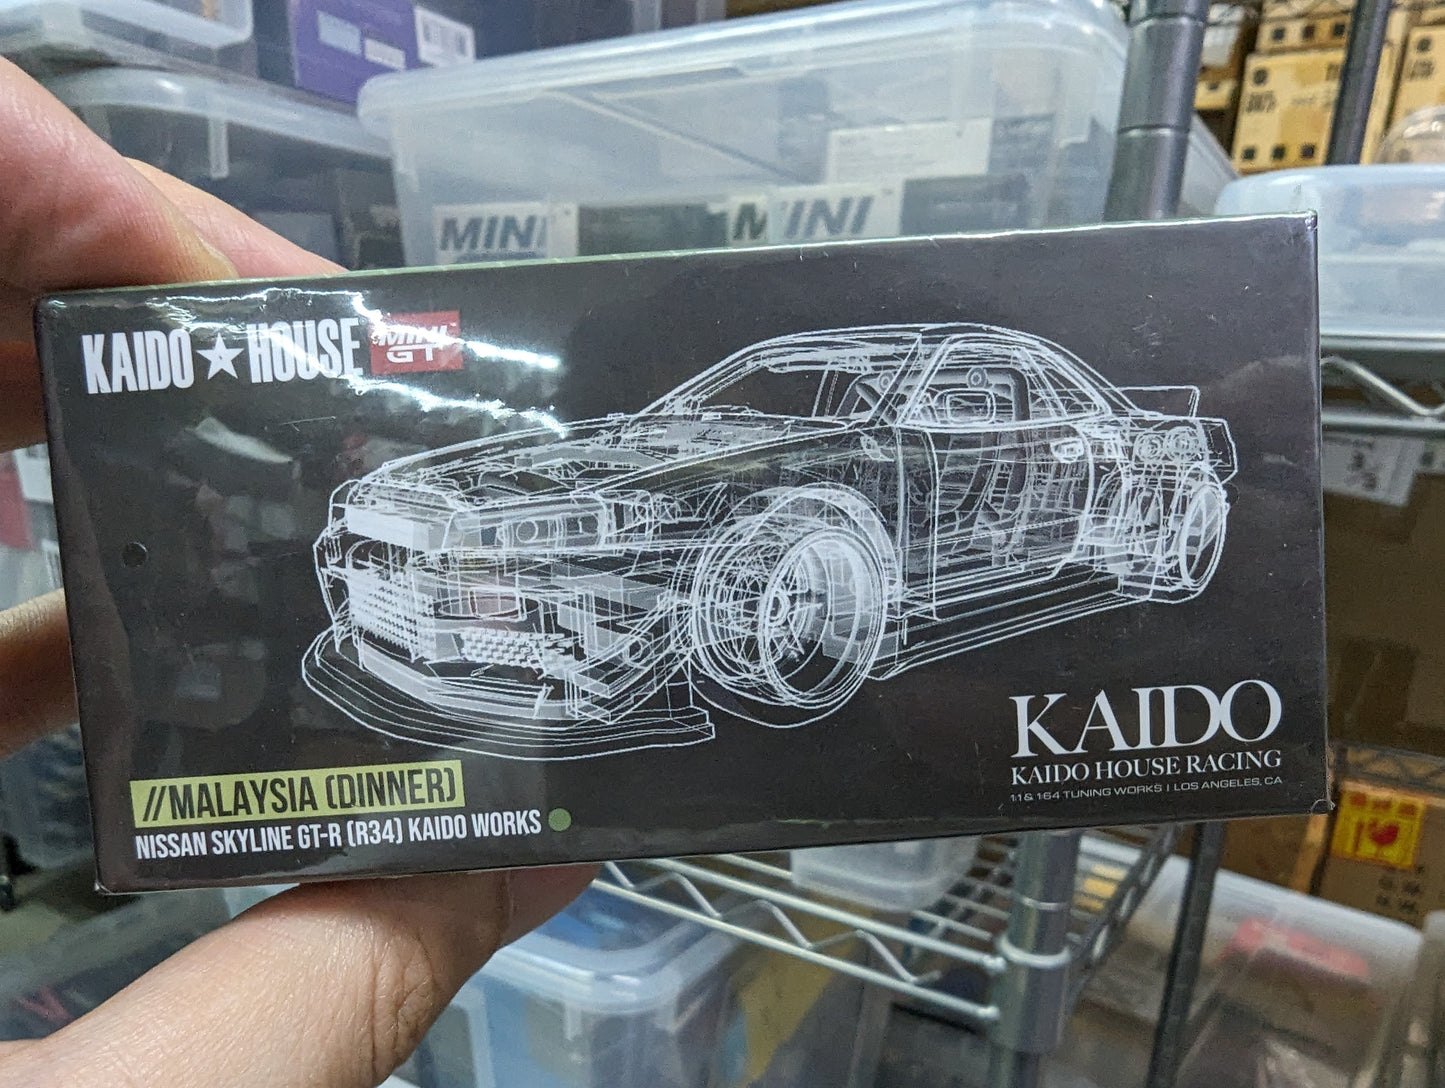 MINI
MINI
KAIDO★HOUSE
MINI
GT
//MALAYSIA (DINNER)
NISSAN SKYLINE GT-R (R34) KAIDO WORKS
KAIDO
KAIDO HOUSE RACING
1:1 & 1:64 TUNING WORKS | LOS ANGELES, CA